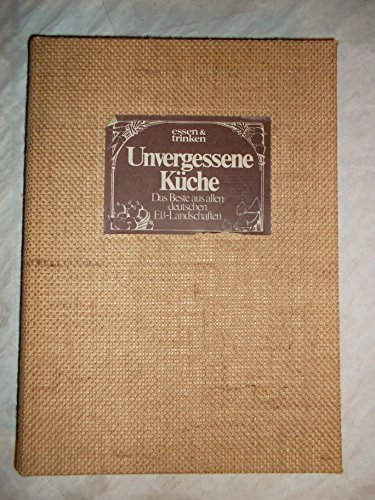 essen &
trinken
Unvergessene
Küche
Das Beste aus allen
deutschen
Eß-Landschaften